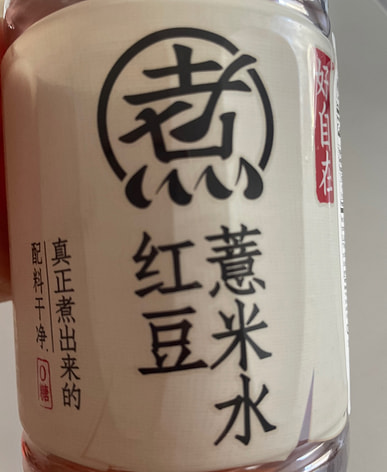 好自在
煮
红豆
薏米水
真正煮出来的
配料干净,
0糖